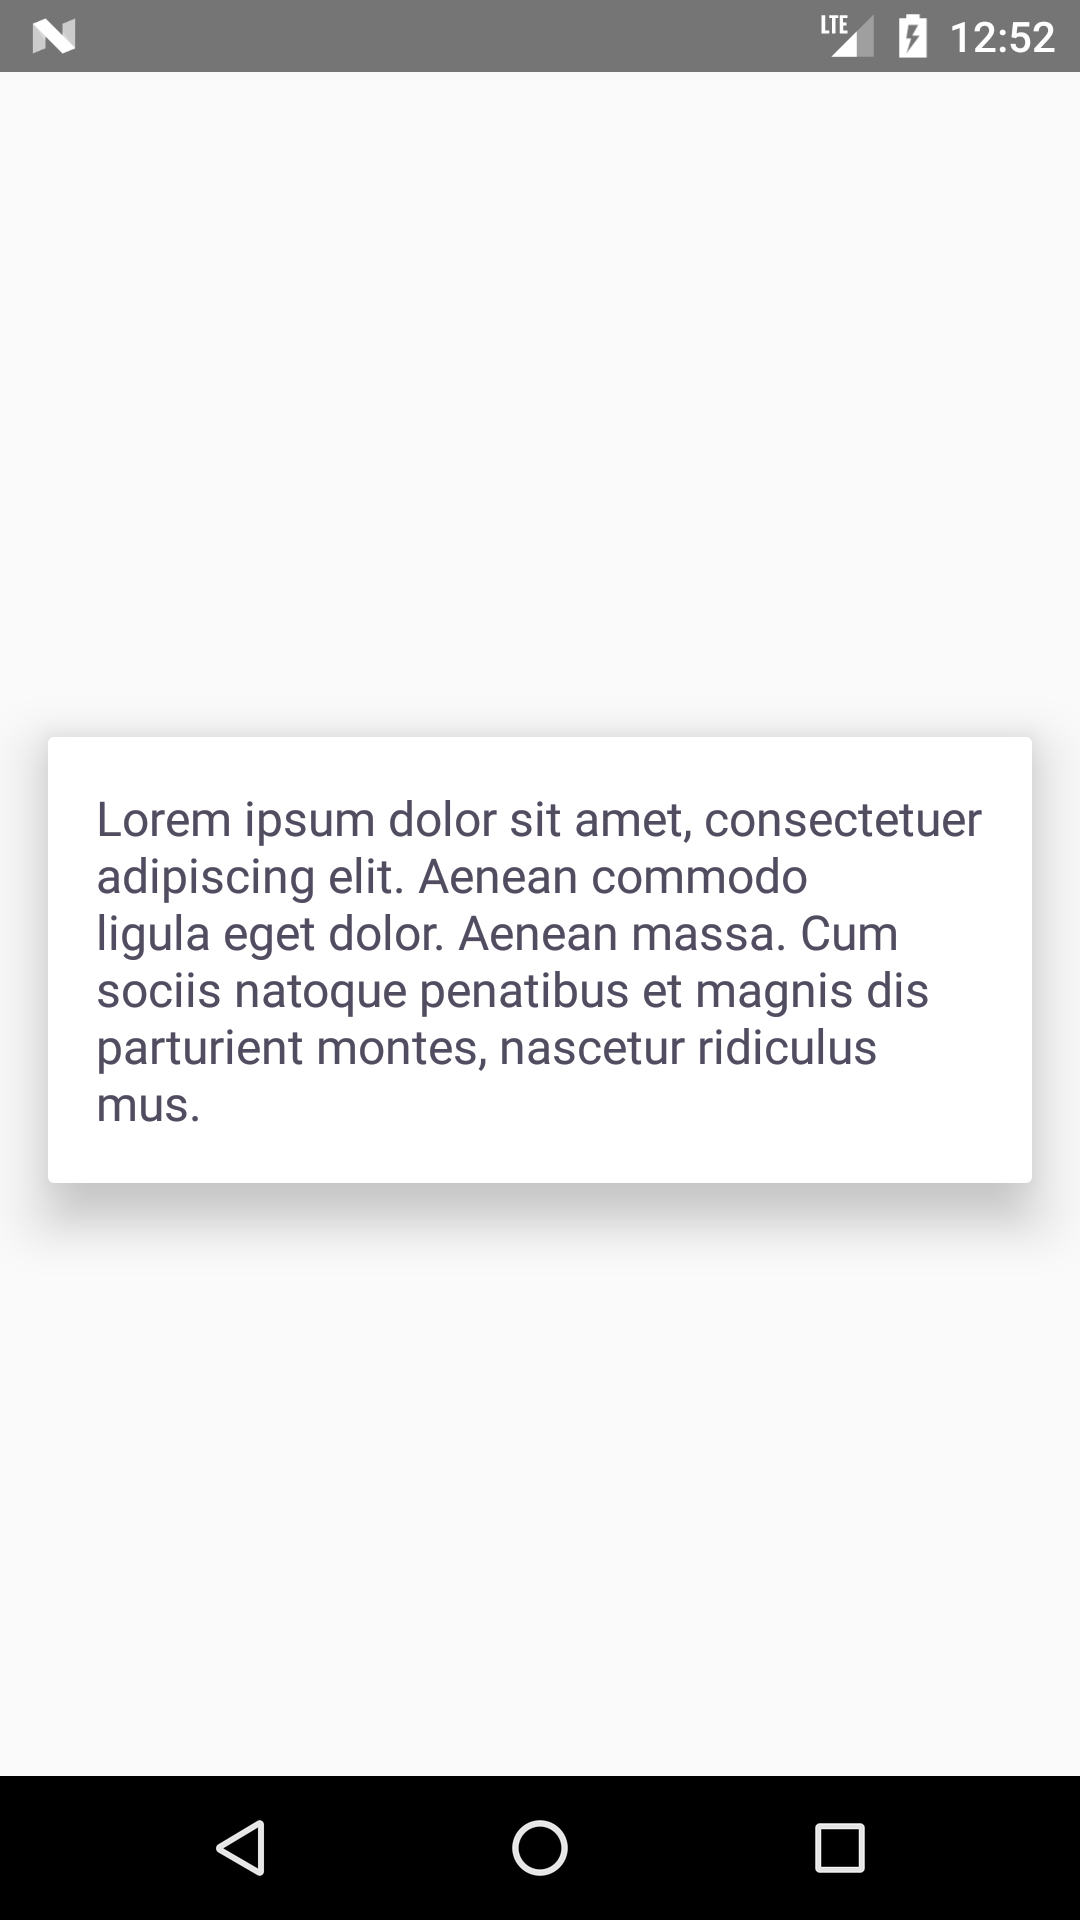 LTE 12:52
Lorem ipsum dolor sit amet, consectetuer
adipiscing elit. Aenean commodo
ligula eget dolor. Aenean massa. Cum
sociis natoque penatibus et magnis dis
parturient montes, nascetur ridiculus
mus.